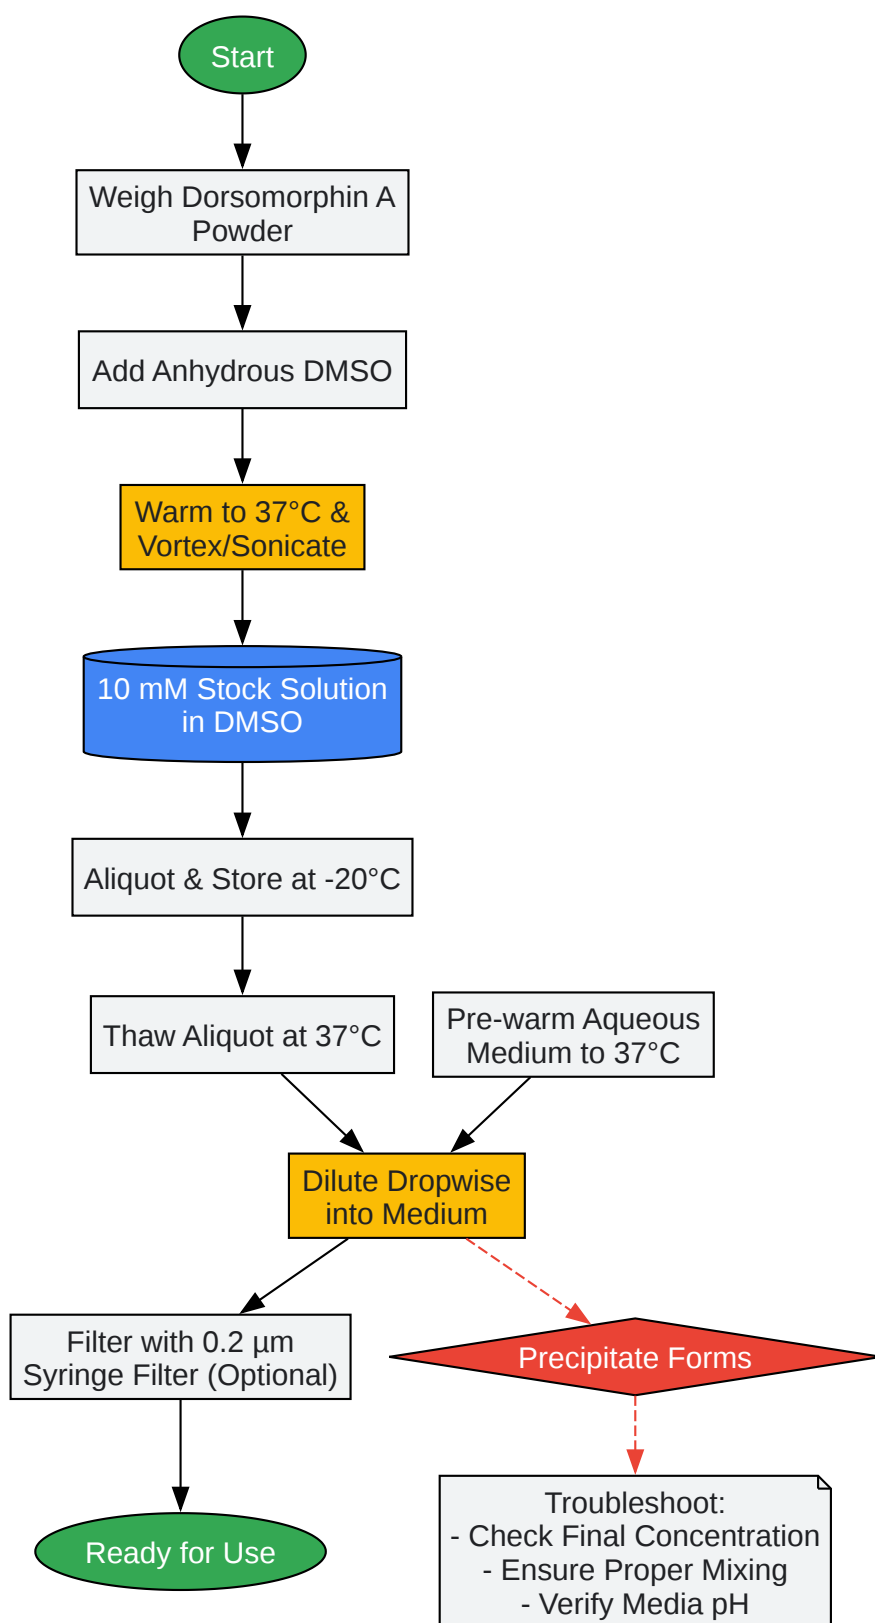 Start
Weigh Dorsomorphin A
Powder
Add Anhydrous DMSO
Warm to 37°C &
Vortex/Sonicate
10 mM Stock Solution
in DMSO
Aliquot & Store at -20°C
Thaw Aliquot at 37°C
Pre-warm Aqueous
Medium to 37°C
Dilute Dropwise
into Medium
Filter with 0.2 µm
Syringe Filter (Optional)
Precipitate Forms
Ready for Use
Troubleshoot:
- Check Final Concentration
- Ensure Proper Mixing
- Verify Media pH